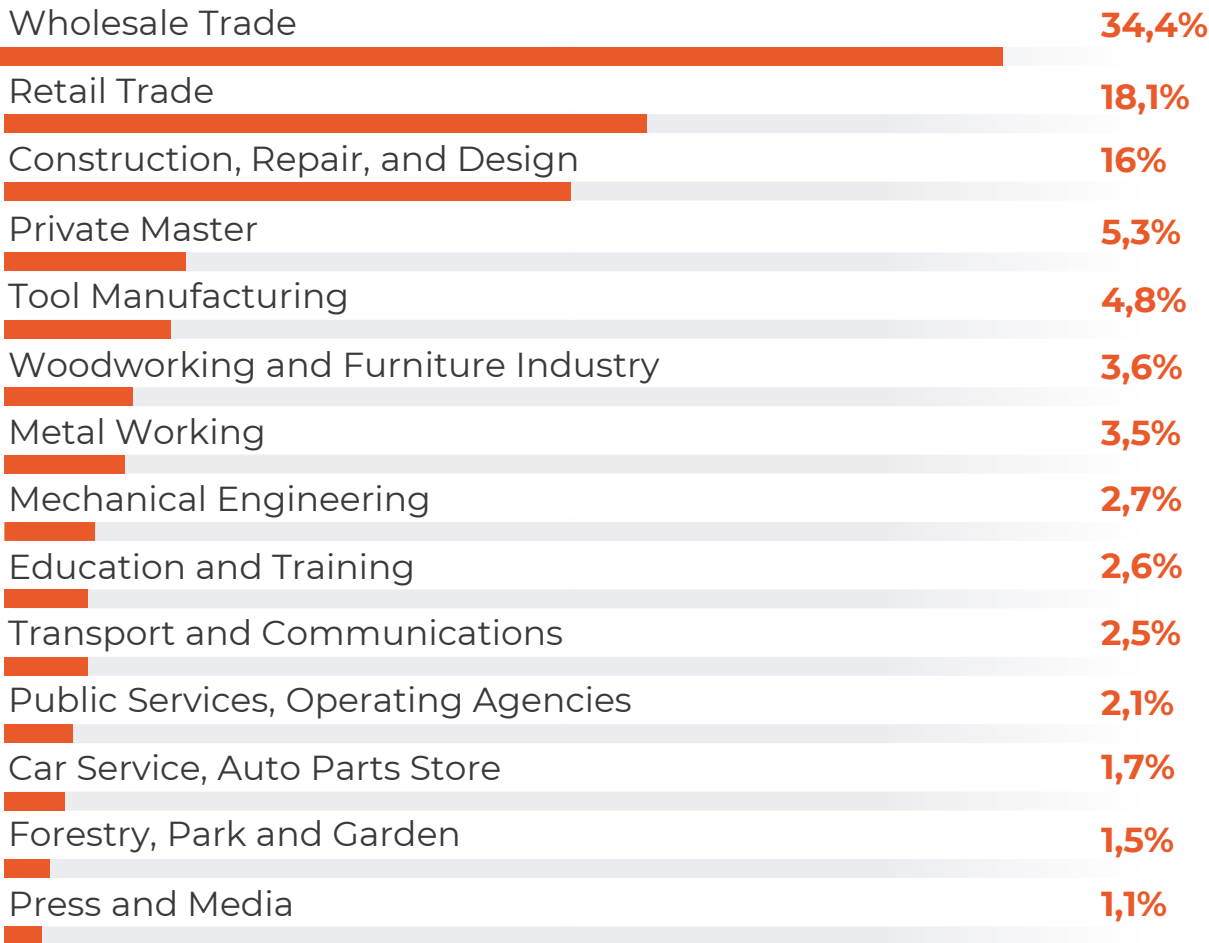 Wholesale Trade 34,4%
Retail Trade 18,1%
Construction, Repair, and Design 16%
Private Master 5,3%
Tool Manufacturing 4,8%
Woodworking and Furniture Industry 3,6%
Metal Working 3,5%
Mechanical Engineering 2,7%
Education and Training 2,6%
Transport and Communications 2,5%
Public Services, Operating Agencies 2,1%
Car Service, Auto Parts Store 1,7%
Forestry, Park and Garden 1,5%
Press and Media 1,1%